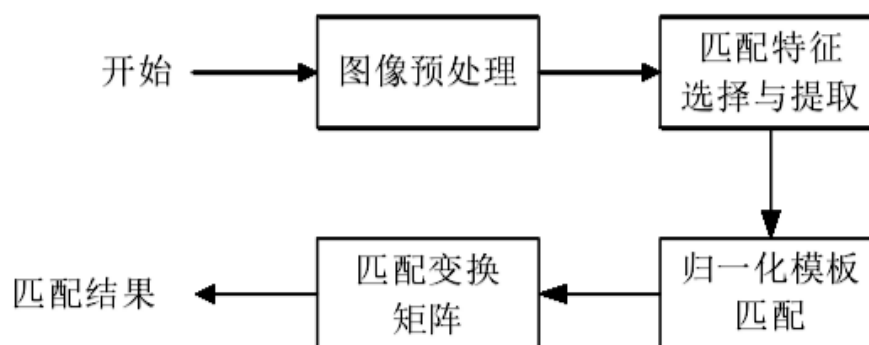 开始
图像预处理
匹配特征
选择与提取
归一化模板
匹配
匹配变换
矩阵
匹配结果